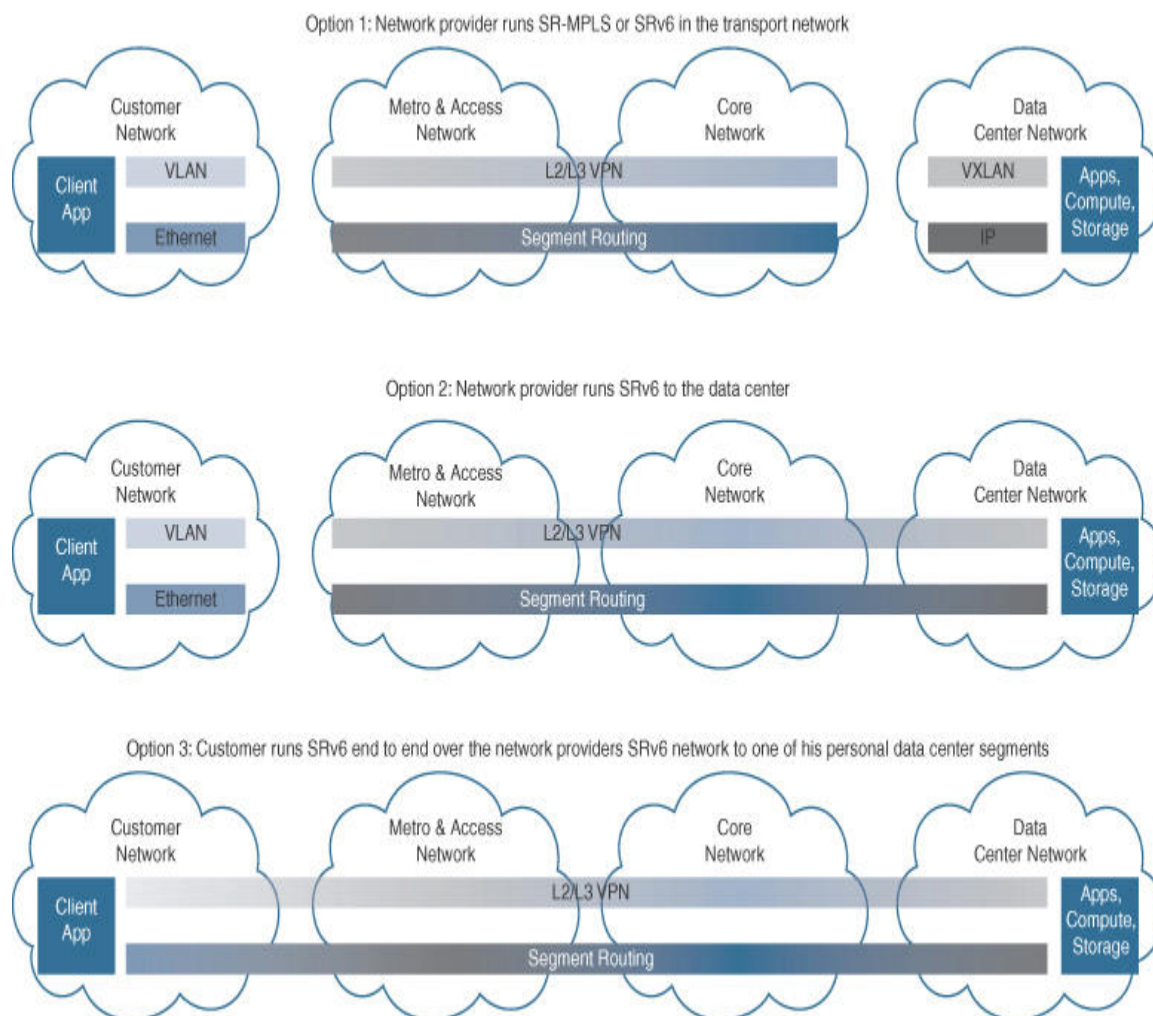 Option 1: Network provider runs SR-MPLS or SRv6 in the transport network
Customer
Network
Metro & Access
Network
Core
Network
Data
Center Network
Client
App
VLAN
Ethernet
L2/L3 VPN
Segment Routing
VXLAN
IP
Apps,
Compute,
Storage
Option 2: Network provider runs SRv6 to the data center
Customer
Network
Metro & Access
Network
Core
Network
Data
Center Network
Client
App
VLAN
Ethernet
L2/L3 VPN
Segment Routing
Apps,
Compute,
Storage
Option 3: Customer runs SRv6 end to end over the network providers SRv6 network to one of his personal data center segments
Customer
Network
Metro & Access
Network
Core
Network
Data
Center Network
Client
App
L2/L3 VPN
Segment Routing
Apps,
Compute,
Storage